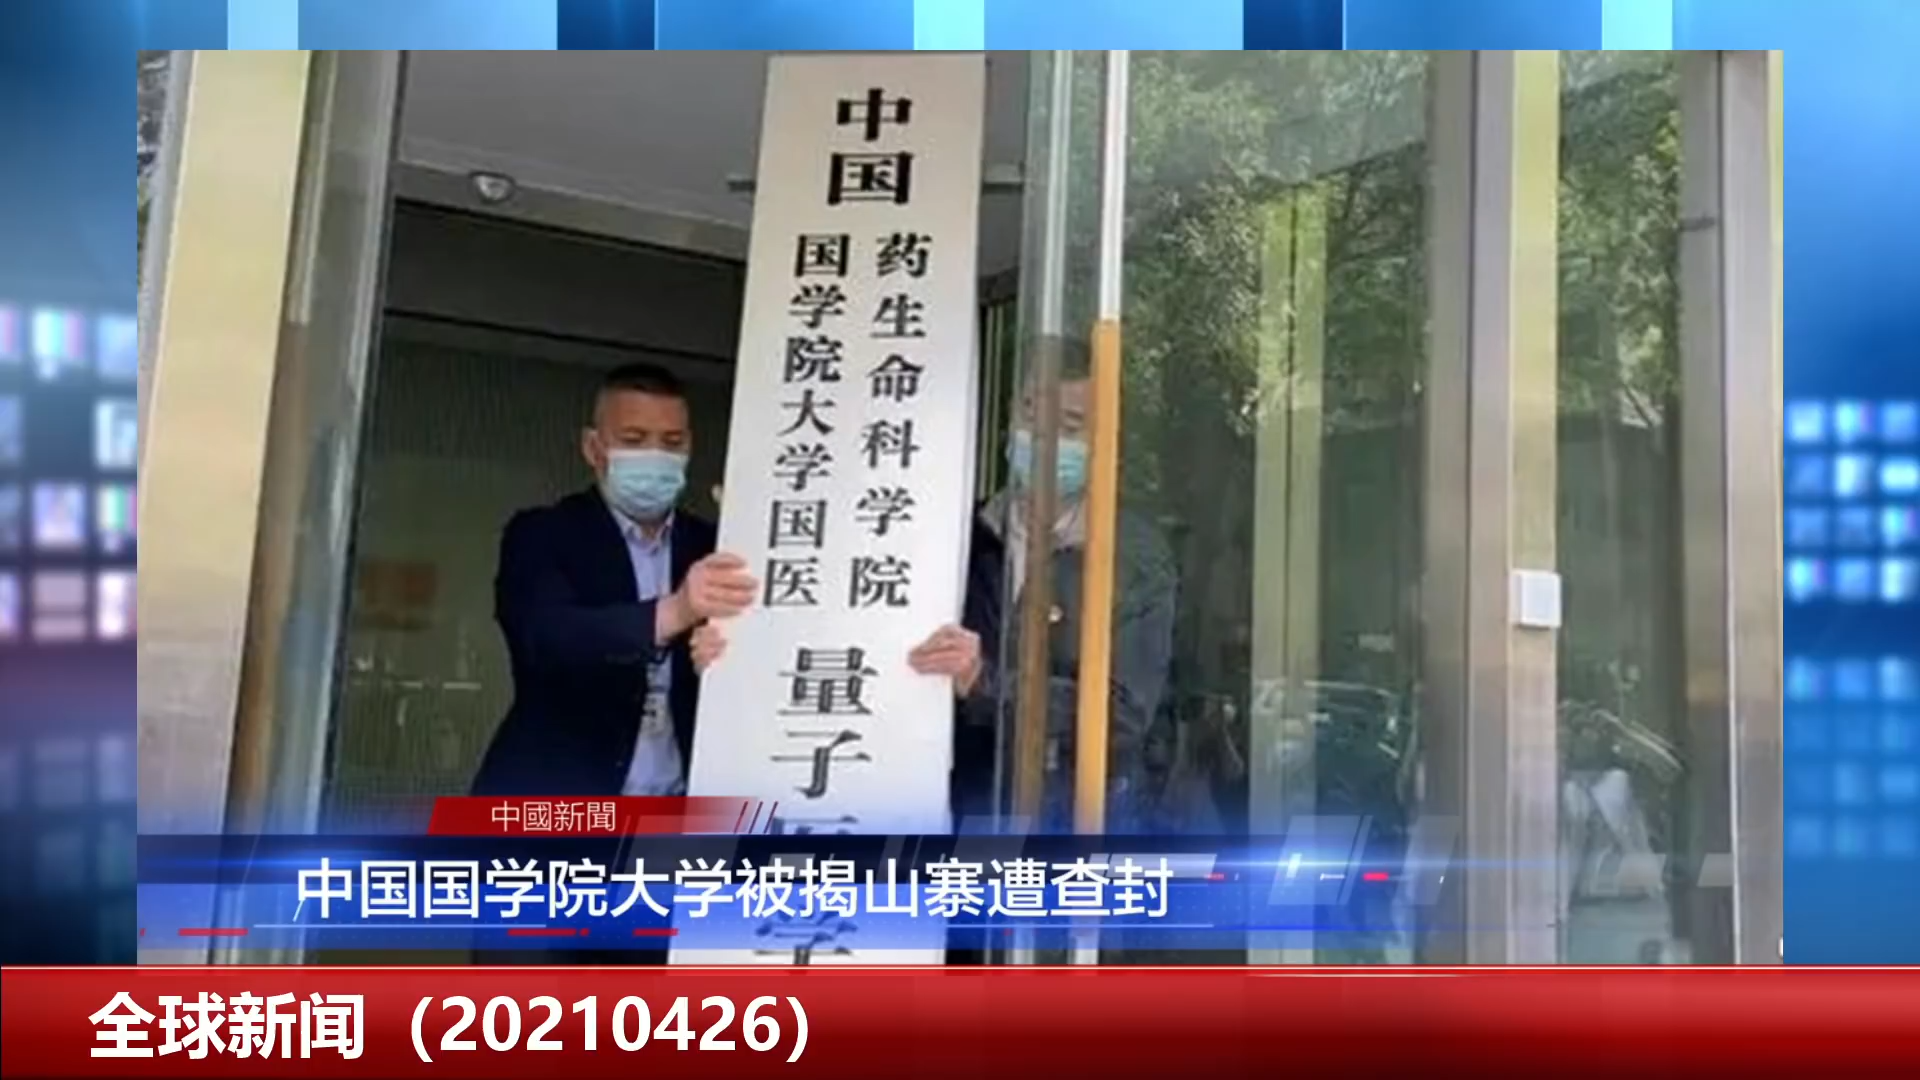 中国
药生命科学院
国学院大学国医
量子医学
中國新聞
中国国学院大学被揭山寨遭查封
全球新闻（20210426）